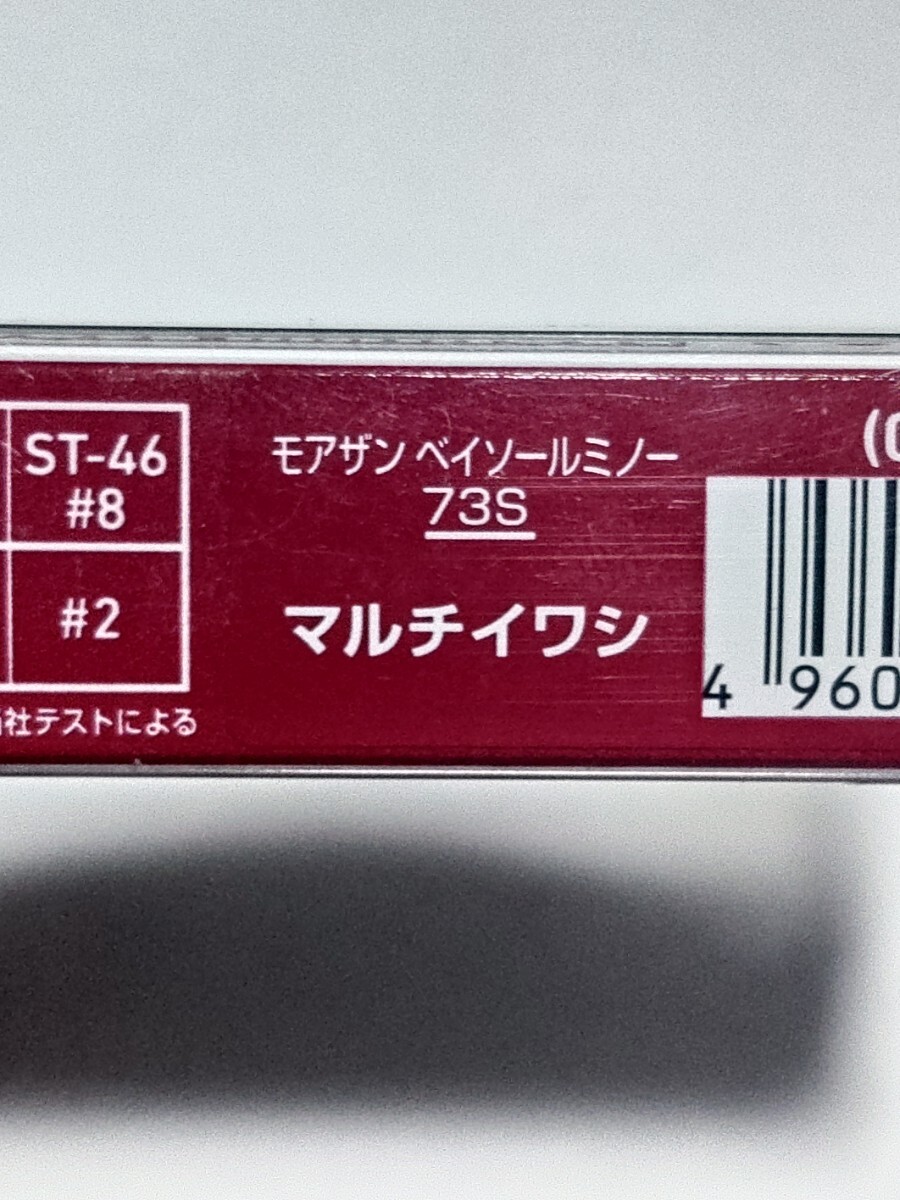 ST-46
#8
#2
社テストによる
モアザン ベイソールミノー
73S
マルチイワシ
(
4 960